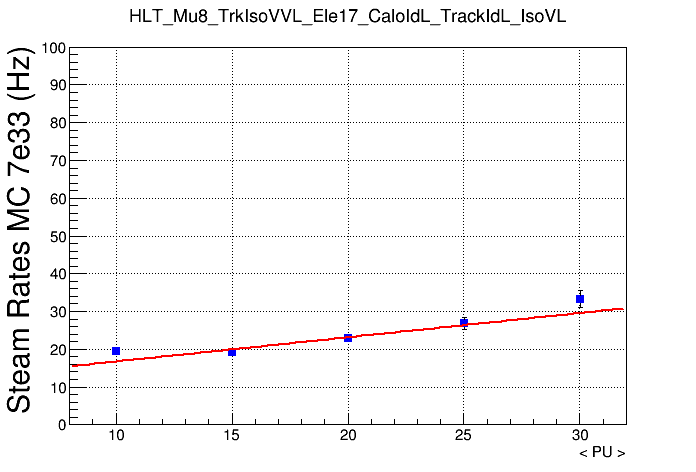 HLT_Mu8_TrkIsoVVL_Ele17_CaloIdL_TrackIdL_IsoVL
Steam Rates MC 7e33 (Hz)
100
90
80
70
60
50
40
30
20
10
0
10 15 20 25 30
< PU >